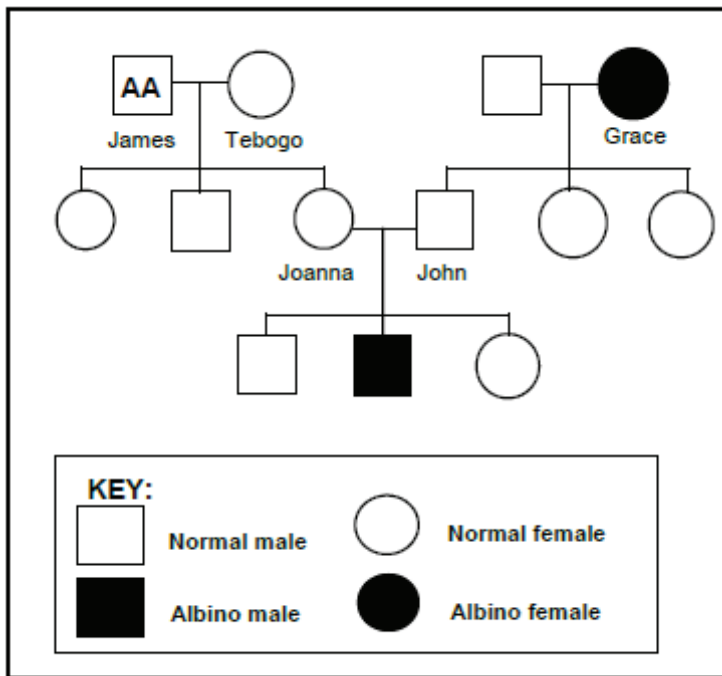 AA
James Tebogo Grace
Joanna John
KEY:
Normal male Normal female
Albino male Albino female